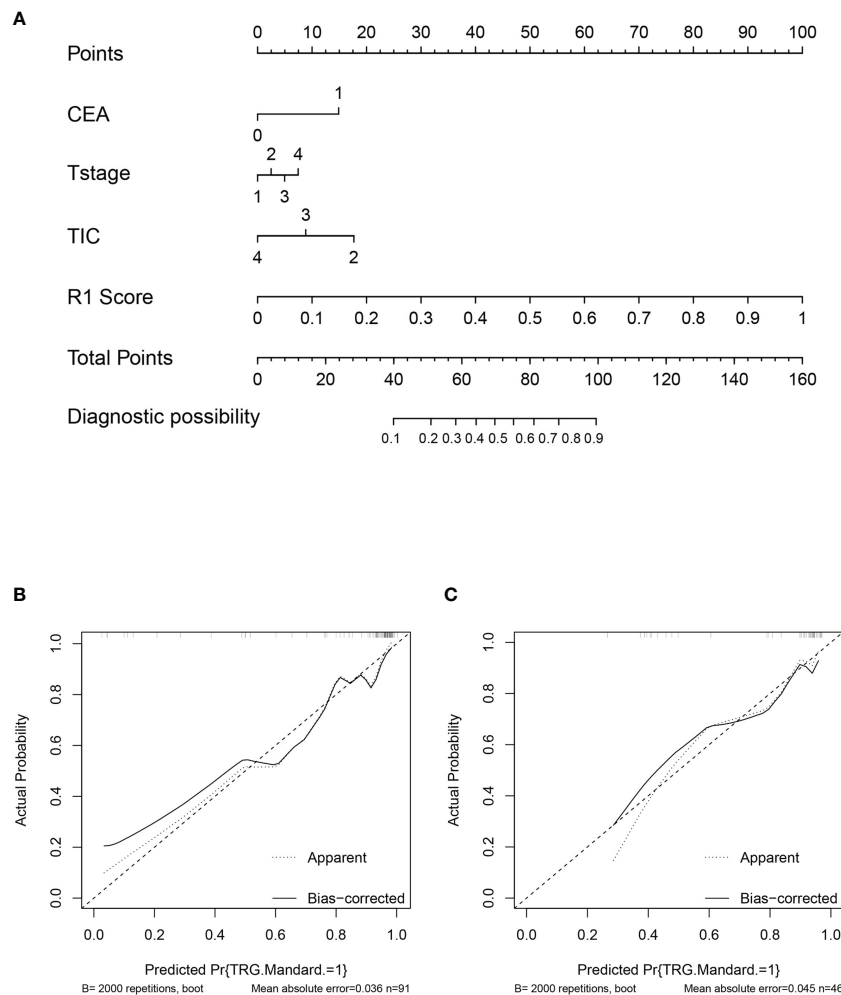 A
Points
0 10 20 30 40 50 60 70 80 90 100
CEA
1
0
Tstage
2 4
1 3
TIC
3
4 2
R1 Score
0 0.1 0.2 0.3 0.4 0.5 0.6 0.7 0.8 0.9 1
Total Points
0 20 40 60 80 100 120 140 160
Diagnostic possibility
0.1 0.2 0.3 0.4 0.5 0.6 0.7 0.8 0.9
B
Actual Probability
1.0
0.8
0.6
0.4
0.2
0.0
Apparent
Bias-corrected
0.0 0.2 0.4 0.6 0.8 1.0
Predicted Pr{TRG.Mandard.=1}
B= 2000 repetitions, boot Mean absolute error=0.036 n=91
C
Actual Probability
1.0
0.8
0.6
0.4
0.2
0.0
Apparent
Bias-corrected
0.0 0.2 0.4 0.6 0.8 1.0
Predicted Pr{TRG.Mandard.=1}
B= 2000 repetitions, boot Mean absolute error=0.045 n=46